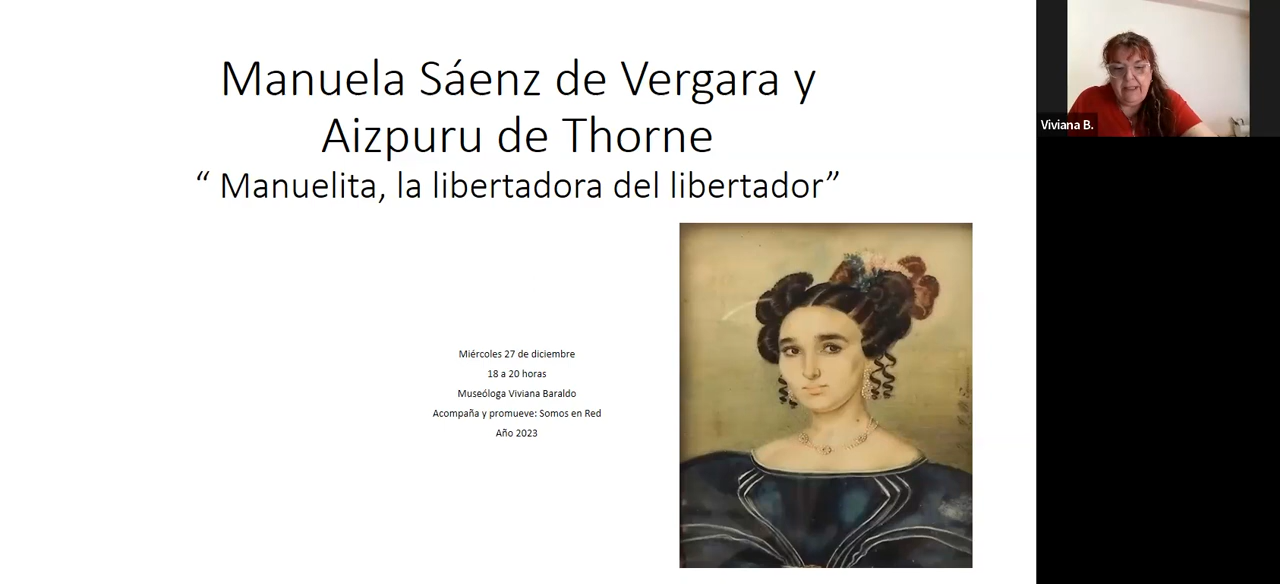 Manuela Sáenz de Vergara y
Aizpuru de Thorne
“ Manuelita, la libertadora del libertador”
Miércoles 27 de diciembre
18 a 20 horas
Museóloga Viviana Baraldo
Acompaña y promueve: Somos en Red
Año 2023
Viviana B.